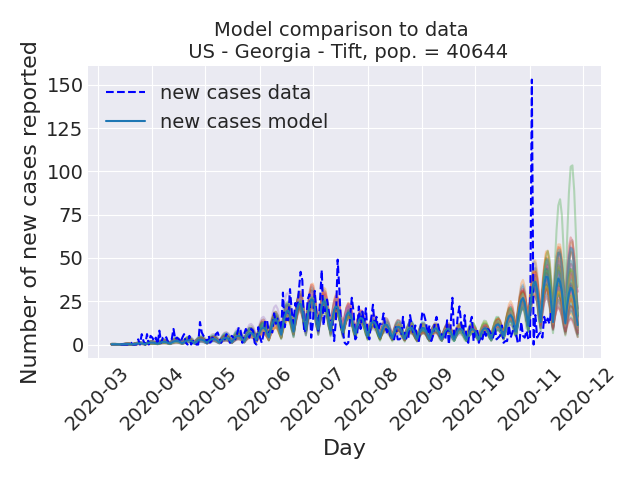 Model comparison to data
US - Georgia - Tift, pop. = 40644
new cases data
new cases model
Number of new cases reported
150
125
100
75
50
25
0
2020-03
2020-04
2020-05
2020-06
2020-07
2020-08
2020-09
2020-10
2020-11
2020-12
Day